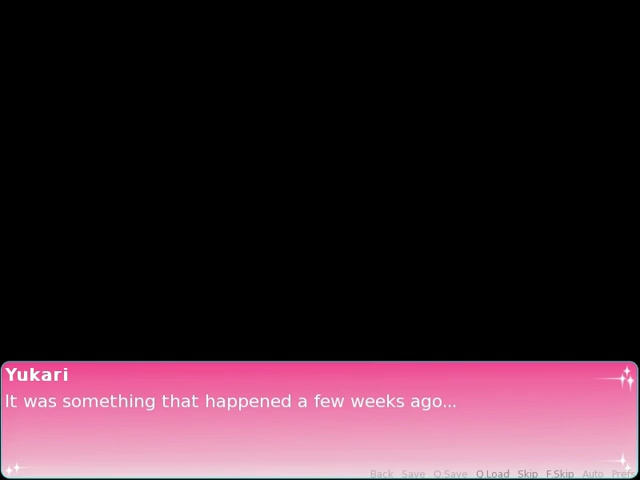 Yukari
It was something that happened a few weeks ago...
Back Save Q.Save Q.Load Skip F.Skip Auto Prefs